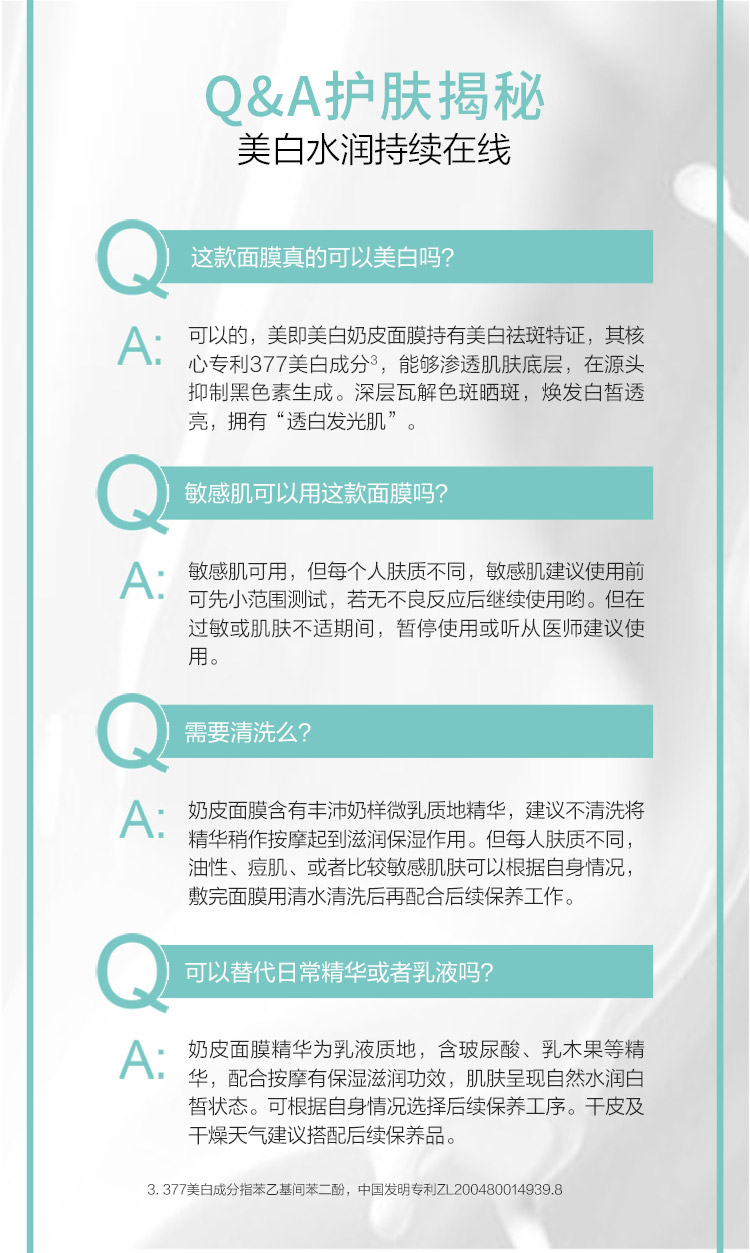 Q&A护肤揭秘
美白水润持续在线
Q 这款面膜真的可以美白吗?
A: 可以的，美即美白奶皮面膜持有美白祛斑特证，其核
心专利377美白成分3，能够渗透肌肤底层，在源头
抑制黑色素生成。深层瓦解色斑晒斑，焕发白皙透
亮，拥有“透白发光肌”。
Q 敏感肌可以用这款面膜吗?
A: 敏感肌可用，但每个人肤质不同，敏感肌建议使用前
可先小范围测试，若无不良反应后继续使用哟。但在
过敏或肌肤不适期间，暂停使用或听从医师建议使
用。
Q 需要清洗么?
A: 奶皮面膜含有丰沛奶样微乳质地精华，建议不清洗将
精华稍作按摩起到滋润保湿作用。但每人肤质不同，
油性、痘肌、或者比较敏感肌肤可以根据自身情况，
敷完面膜用清水清洗后再配合后续保养工作。
Q 可以替代日常精华或者乳液吗?
A: 奶皮面膜精华为乳液质地，含玻尿酸、乳木果等精
华，配合按摩有保湿滋润功效，肌肤呈现自然水润白
皙状态。可根据自身情况选择后续保养工序。干皮及
干燥天气建议搭配后续保养品。
3. 377美白成分指苯乙基间苯二酚，中国发明专利ZL200480014939.8